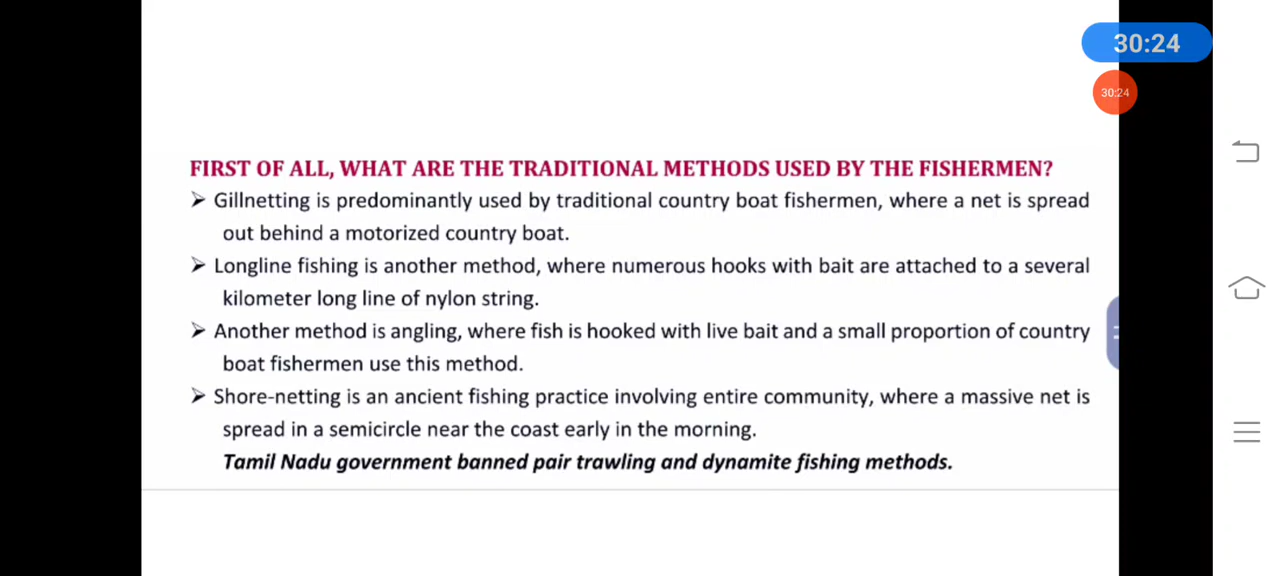 30:24
30:24
FIRST OF ALL, WHAT ARE THE TRADITIONAL METHODS USED BY THE FISHERMEN?
➢ Gillnetting is predominantly used by traditional country boat fishermen, where a net is spread
out behind a motorized country boat.
➢ Longline fishing is another method, where numerous hooks with bait are attached to a several
kilometer long line of nylon string.
➢ Another method is angling, where fish is hooked with live bait and a small proportion of country
boat fishermen use this method.
➢ Shore-netting is an ancient fishing practice involving entire community, where a massive net is
spread in a semicircle near the coast early in the morning.
Tamil Nadu government banned pair trawling and dynamite fishing methods.